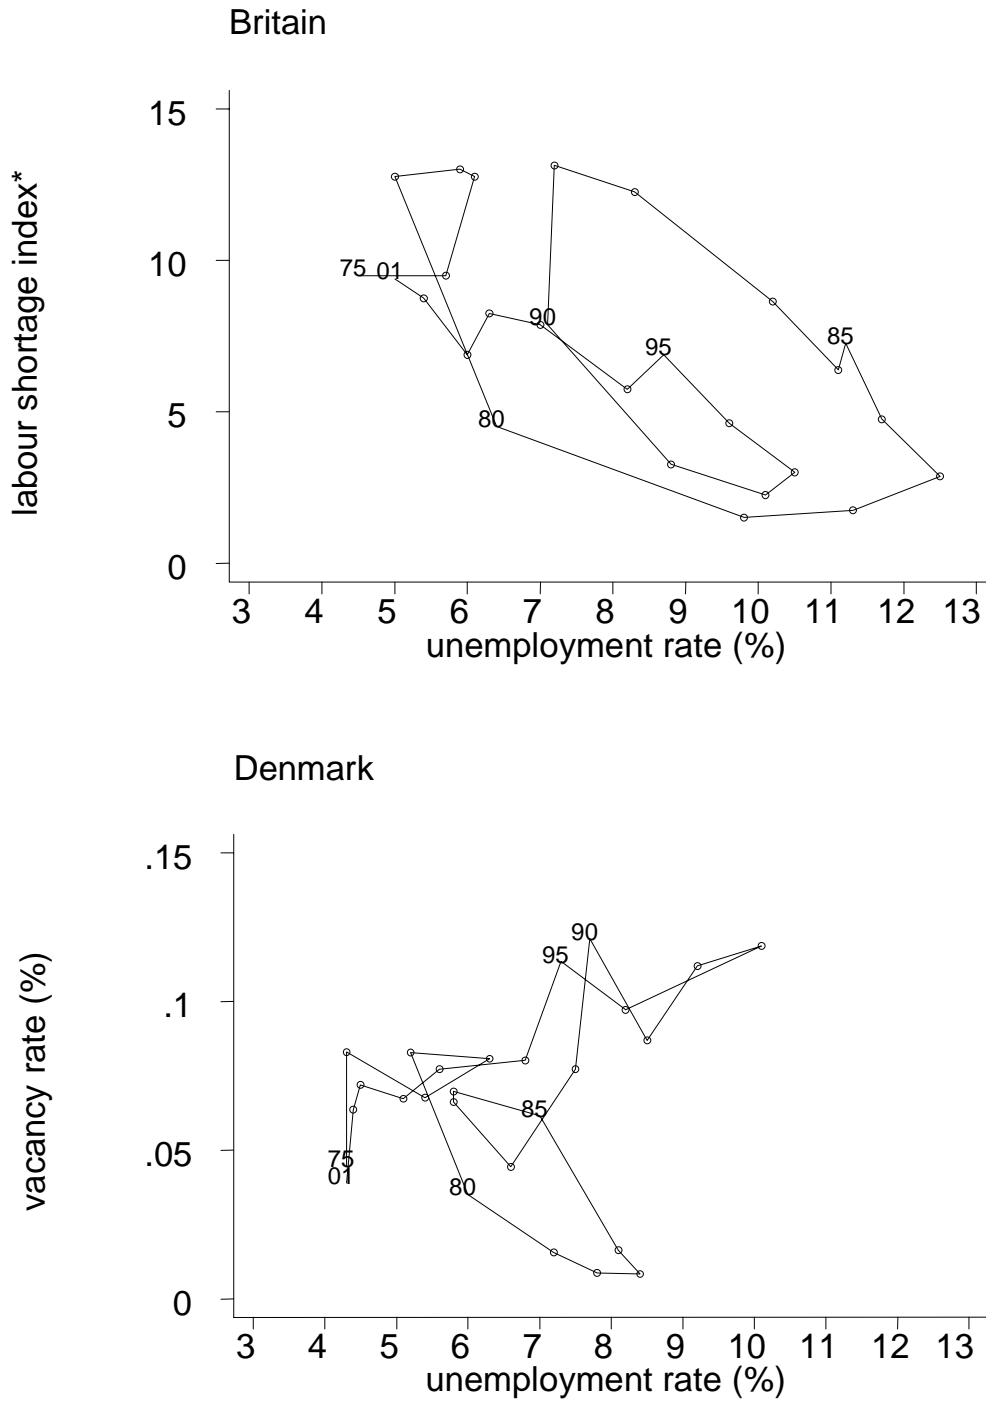 Britain
labour shortage index*
15
10
5
0
75
01
90
95
85
80
3 4 5 6 7 8 9 10 11 12 13
unemployment rate (%)
Denmark
vacancy rate (%)
.15
.1
.05
0
90
95
85
75
01
80
3 4 5 6 7 8 9 10 11 12 13
unemployment rate (%)